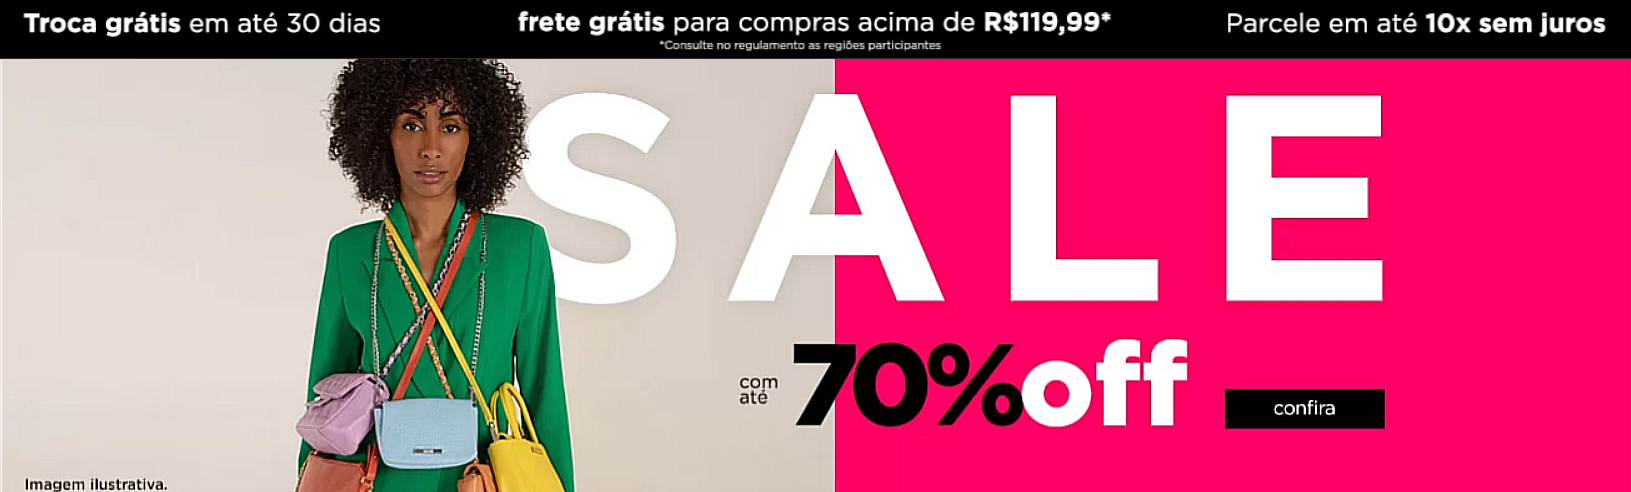 Troca grátis em até 30 dias
frete grátis para compras acima de R$119,99*
*Consulte no regulamento as regiões participantes
Parcele em até 10x sem juros
SALE
com
até
70%off
confira
Imagem ilustrativa.